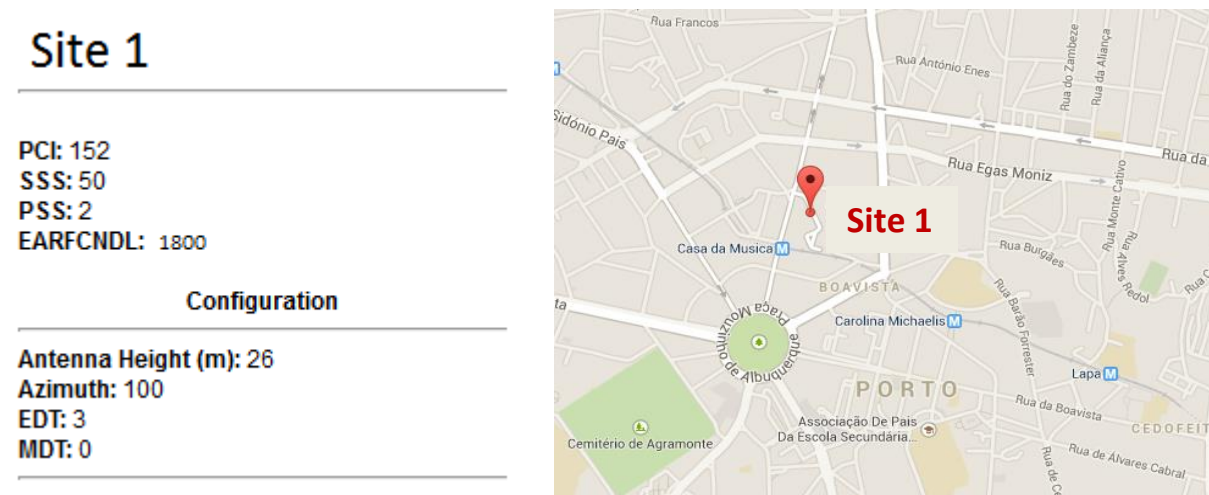 Site 1
PCI: 152
SSS: 50
PSS: 2
EARFCNDL: 1800
Configuration
Antenna Height (m): 26
Azimuth: 100
EDT: 3
MDT: 0
Rua Francos
Rua António Enes
Rua do Zambeze
Rua da Aliança
Sidónio Pais
Rua Egas Moniz
Rua da
Rua Monte Cativo
Site 1
Casa da Musica M
Rua Burgães
Rua Alves Redol
BOAVISTA
Praça Mouzinho de Albuquerque
Carolina Michaelis M
Rua Barão Forrester
Lapa M
PORTO
Rua da Boavista
CEDOFEIT
Associação De Pais
Da Escola Secundária...
Cemitério de Agramonte
Rua de Álvares Cabral